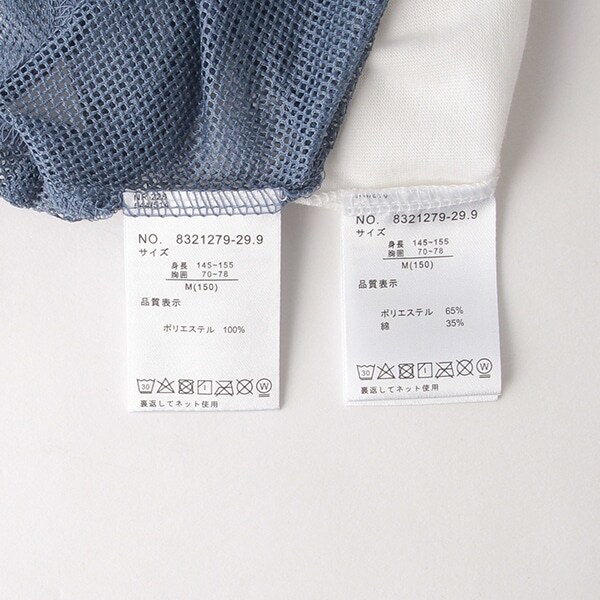 NO. 8321279-29.9
サイズ
身長 145~155
胸囲 70~78
M(150)
品質表示
ポリエステル 100%
30
W
裏返してネット使用
NO. 8321279-29.9
サイズ
身長 145~155
胸囲 70~78
M(150)
品質表示
ポリエステル 65%
綿 35%
30
W
裏返してネット使用